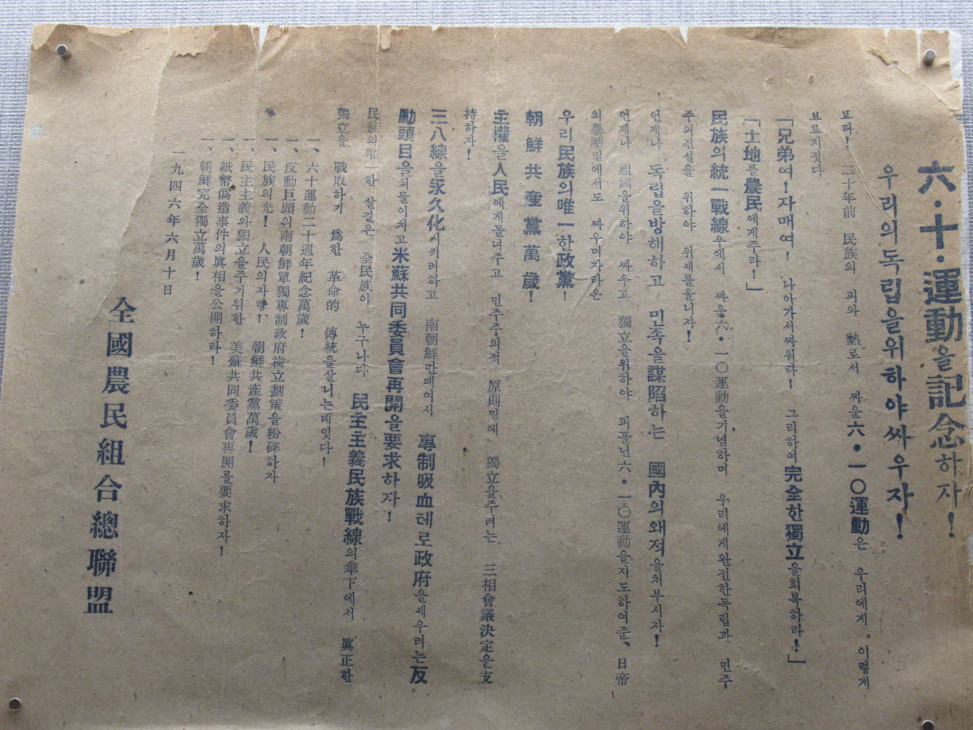 六·十·運動을記念하자!
우리의독립을위하야싸우자!
보라! 二十年前 民族의 피와 熱로서 싸운六·一〇運動은 우리에게 이렇게
부르지젓다
「兄弟여! 자매여! 나아가서싸워라! 그리하여完全한獨立을회복하라!」
「土地를農民에게주라!」
民族의統一戰線우에서 싸운六·一〇運動을기념하며 우리에게완전한독립과 민주
주의건설을 위하야 위제를올니자!
언제나 독립을방해하고 민족을謀陷하는 國內의왜적을처부시자!
언제나 祖國을위하야 싸우고 獨立을위하야 피흘닌六·一〇運動을지도하여준、日帝
의暴壓밑에서도 싸우며자라온
우리民族의唯一한政黨!
朝鮮共産黨萬歲!
主權을人民에게돌녀주고 민주주의적 原則밑에 獨立을주려는 三相會議決定을支
持하자!
三八線을永久化시키려하고 南朝鮮만떼여서 專制吸血테로政府을세우려는反
動頭目을처물이치고米蘇共同委員會再開을要求하자!
民族의唯一한살길은 全民族이 누구나다 民主主義民族戰線의傘下에서 眞正한
獨立을 戰取하기 爲한 革命的 傳統을살니는데잇다!
一、六十運動二十週年紀念萬歲!
一、反動巨頭의南朝鮮單獨專制政府樹立劃策을粉碎하자
一、民族의光! 人民의자랑! 朝鮮共産黨萬歲!
一、民主主義와獨立을주기위한 美蘇共同委員會再開를要求하자!
一、紙幣僞造事件의眞相을公開하라!
一、朝鮮完全獨立萬歲!
一九四六年六月十日
全國農民組合總聯盟